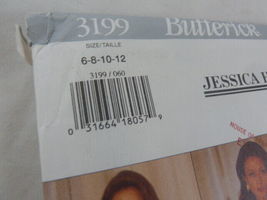 3199 Butterick
SIZE/TAILLE
6-8-10-12
3199 / 060
JESSICA
0 31664 18057 9